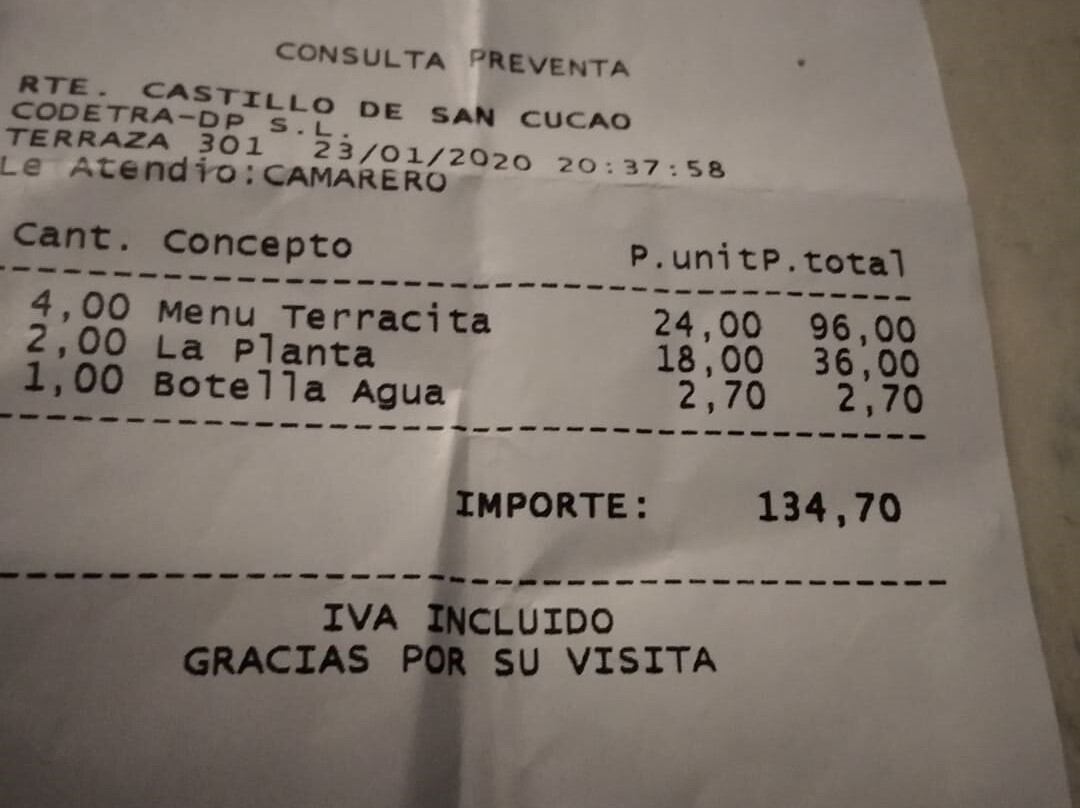 CONSULTA PREVENTA
RTE. CASTILLO DE SAN CUCAO
CODETRA-DP S.L.
TERRAZA 301 23/01/2020 20:37:58
Le Atendio:CAMARERO
Cant. Concepto P.unitP.total
4,00 Menu Terracita 24,00 96,00
2,00 La Planta 18,00 36,00
1,00 Botella Agua 2,70 2,70
IMPORTE: 134,70
IVA INCLUIDO
GRACIAS POR SU VISITA